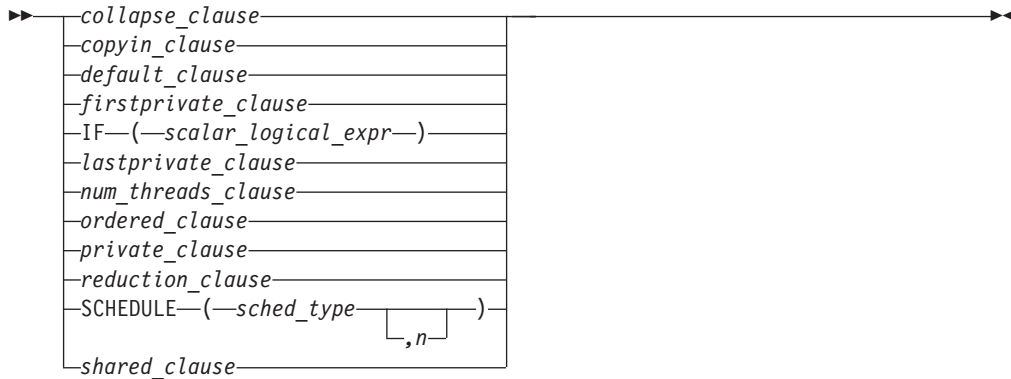 collapse_clause
copyin_clause
default_clause
firstprivate_clause
IF ( scalar_logical_expr )
lastprivate_clause
num_threads_clause
ordered_clause
private_clause
reduction_clause
SCHEDULE ( sched_type )
,n
shared_clause